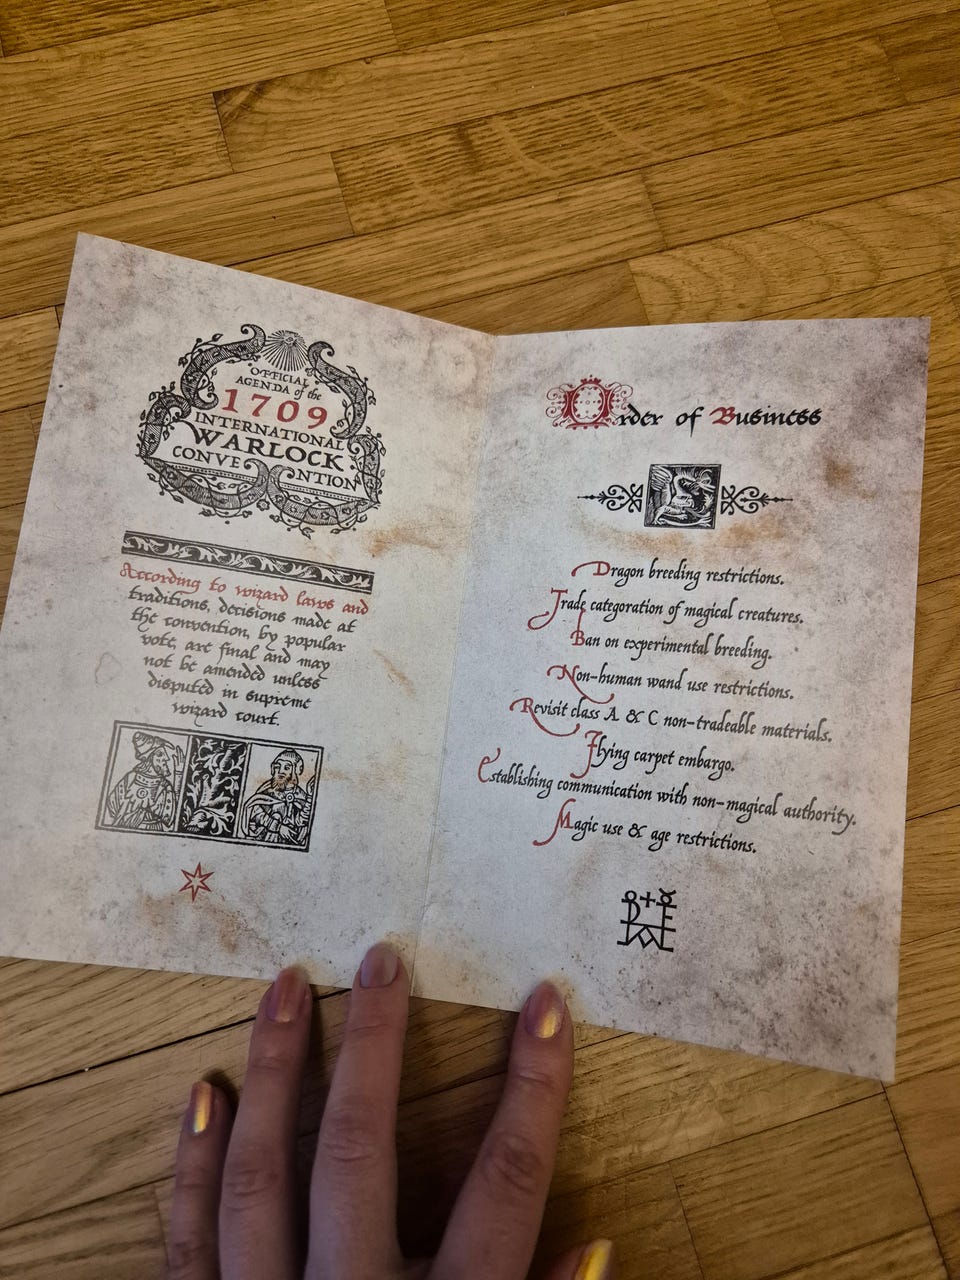 OFFICIAL
AGENDA of the
1709
INTERNATIONAL
WARLOCK
CONVENTION
According to wizard laws and
traditions, decisions made at
the convention, by popular
vote, are final and may
not be amended unless
disputed in supreme
wizard court.
Order of Business
Dragon breeding restrictions.
Trade categoration of magical creatures.
Ban on experimental breeding.
Non-human wand use restrictions.
Revisit class A & C non-tradeable materials.
Flying carpet embargo.
Establishing communication with non-magical authority.
Magic use & age restrictions.